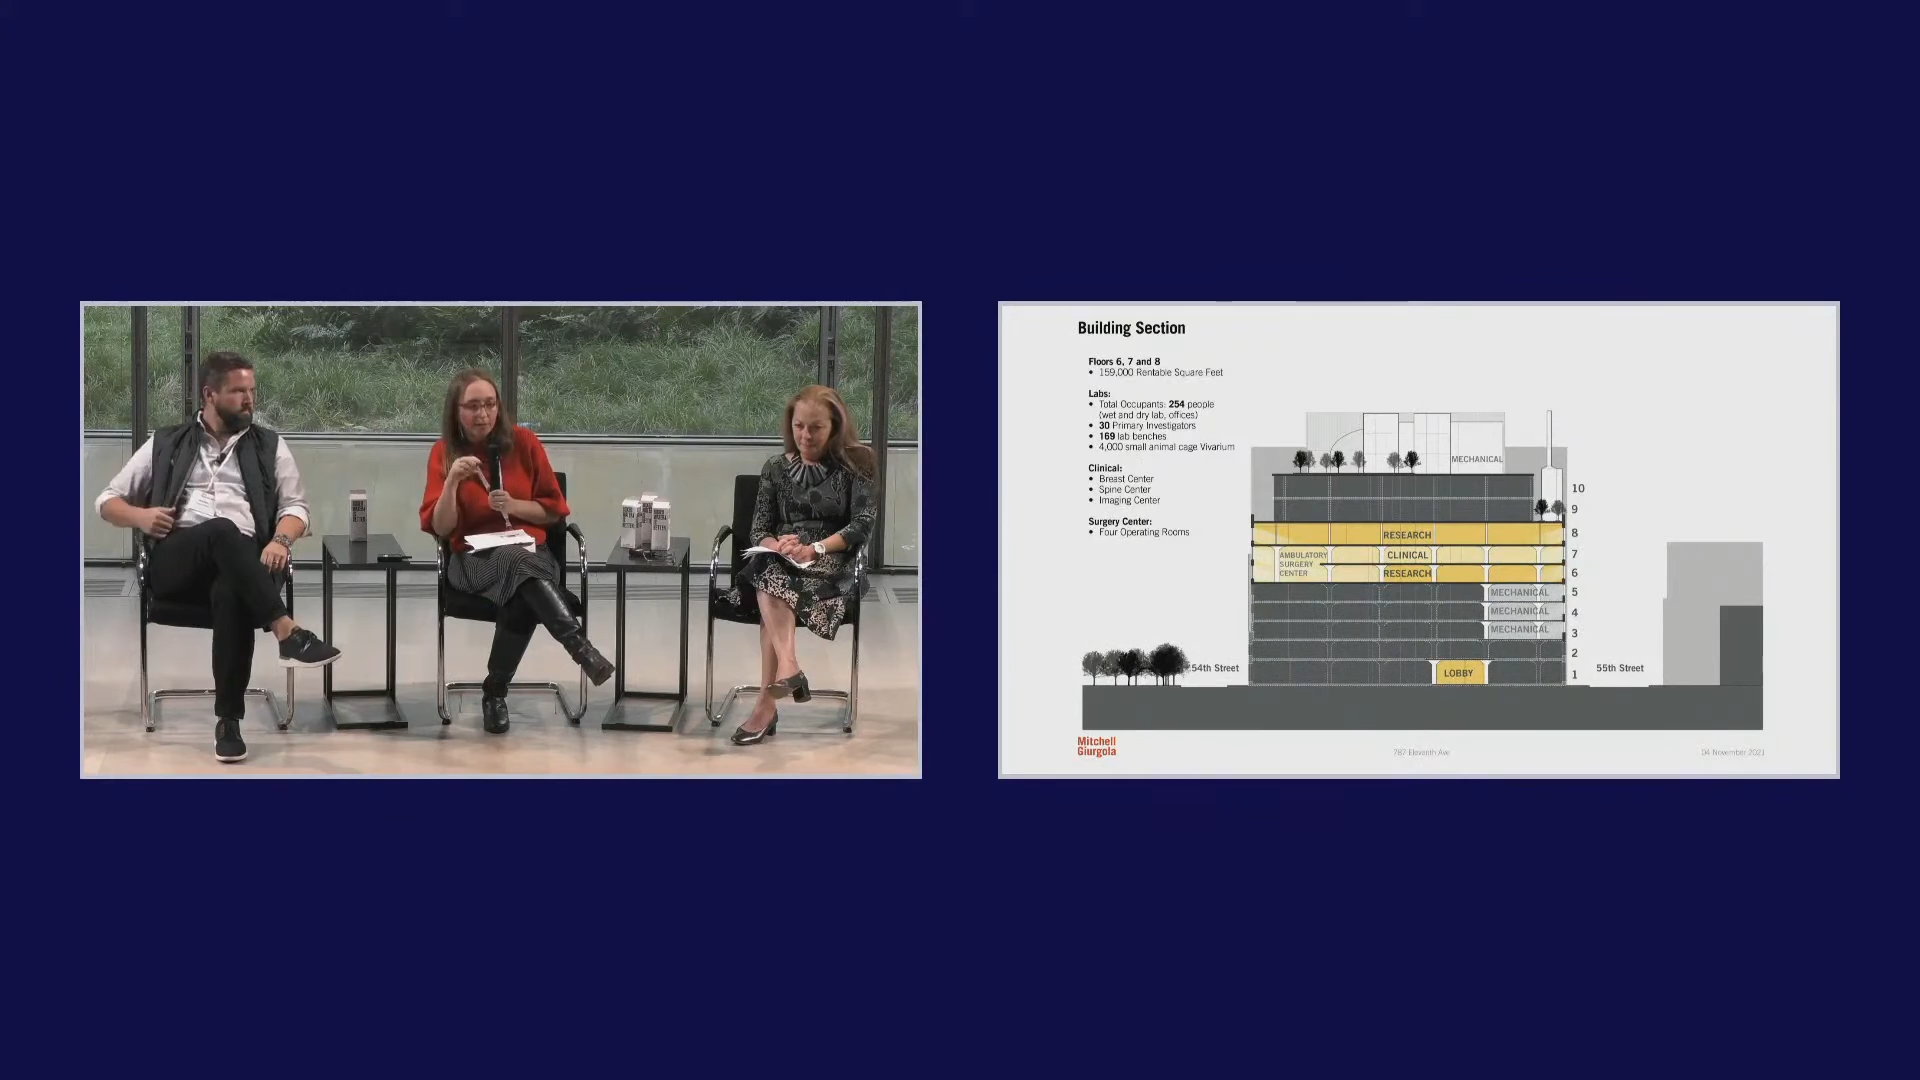 BOXED
WATER
IS
BETTER
Building Section
Floors 6, 7 and 8
• 159,000 Rentable Square Feet
Labs:
• Total Occupants: 254 people
(wet and dry lab, offices)
• 30 Primary Investigators
• 169 lab benches
• 4,000 small animal cage Vivarium
Clinical:
• Breast Center
• Spine Center
• Imaging Center
Surgery Center:
• Four Operating Rooms
MECHANICAL
10
9
RESEARCH
8
AMBULATORY
SURGERY
CENTER
CLINICAL
7
RESEARCH
6
MECHANICAL
5
MECHANICAL
4
MECHANICAL
3
2
54th Street
LOBBY
1
55th Street
Mitchell
Giurgola
787 Eleventh Ave
04 November 2021